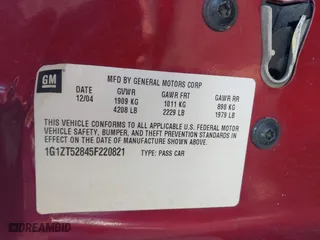 GM
MFD BY GENERAL MOTORS CORP
DATE GVWR GAWR FRT GAWR RR
12/04 1909 KG 1011 KG 898 KG
4208 LB 2229 LB 1979 LB
THIS VEHICLE CONFORMS TO ALL APPLICABLE U.S. FEDERAL MOTOR
VEHICLE SAFETY, BUMPER, AND THEFT PREVENTION STANDARDS IN
EFFECT ON THE DATE OF MANUFACTURE SHOWN ABOVE.
1G1ZT52845F220821 TYPE: PASS CAR